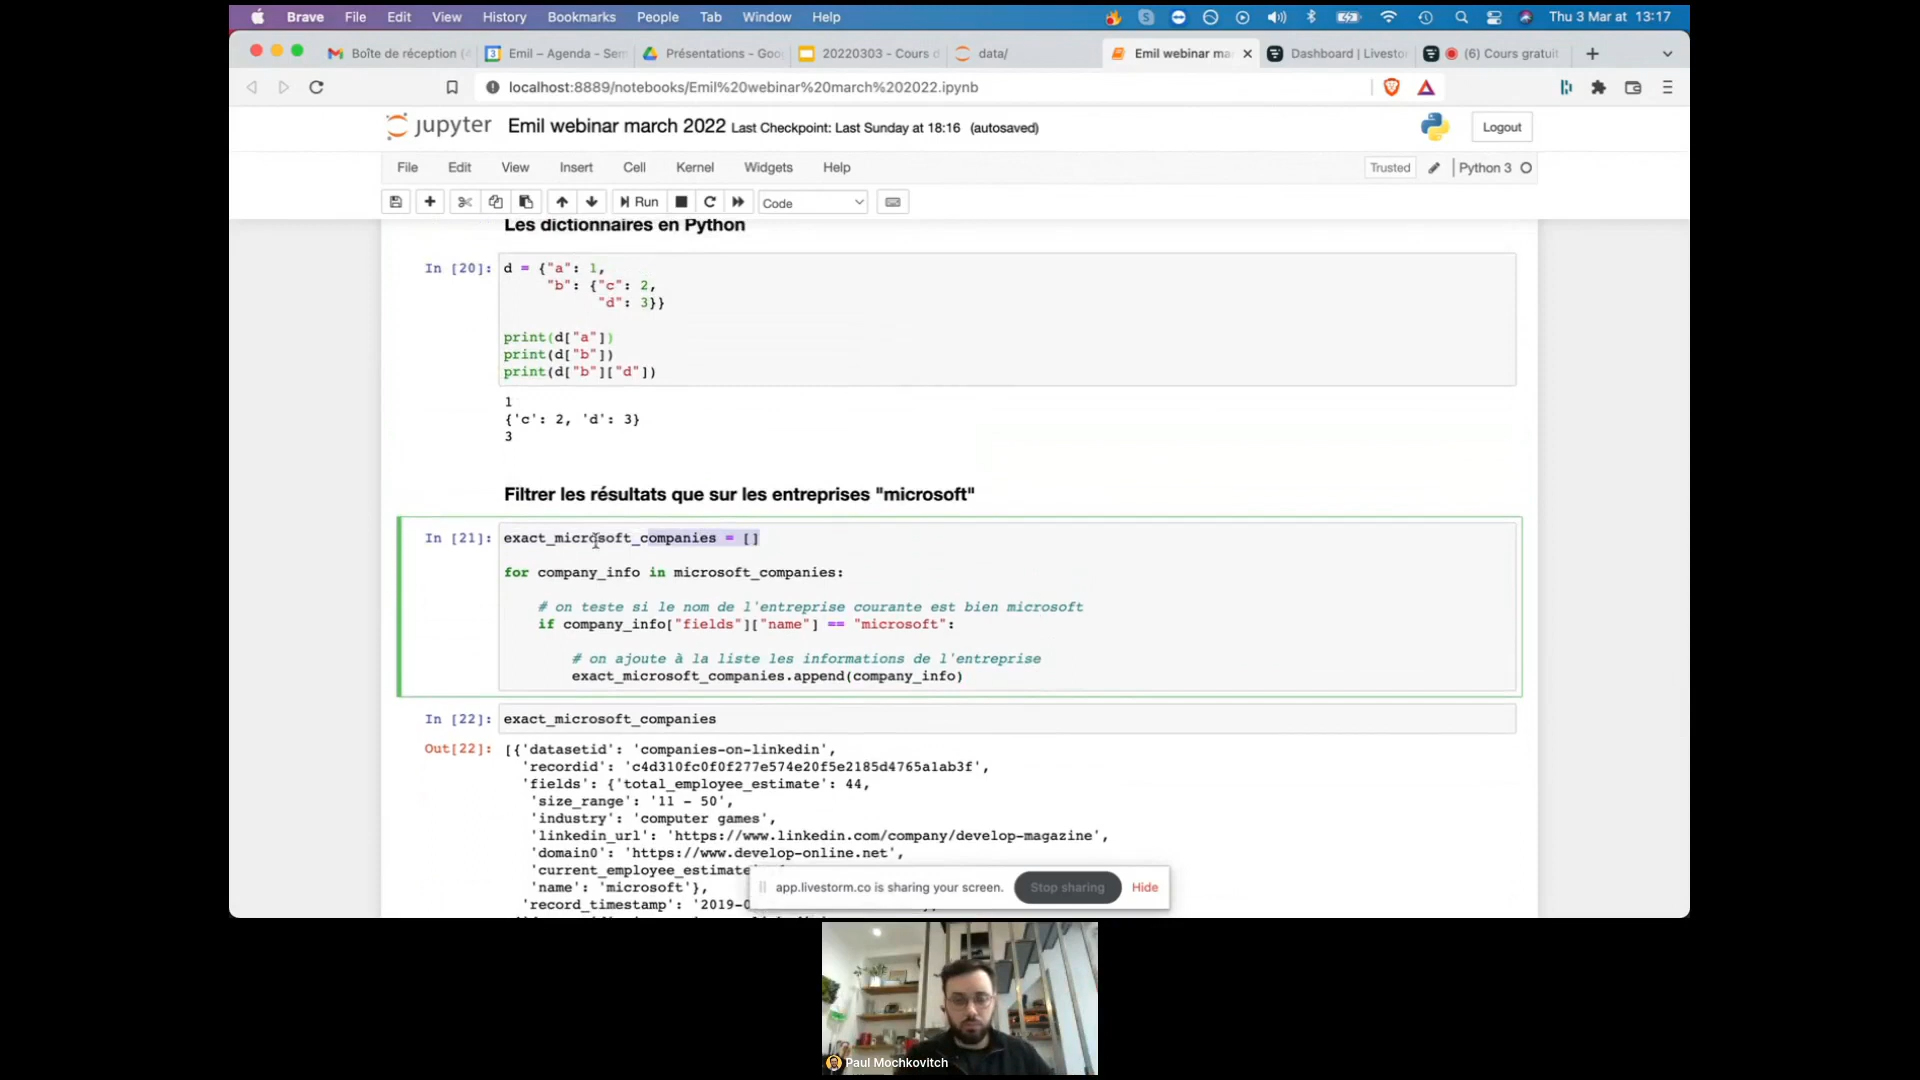 Brave File Edit View History Bookmarks People Tab Window Help Thu 3 Mar at 13:17
Boîte de réception (4 Emil – Agenda - Sem Présentations - Goo 20220303 - Cours d data/ Emil webinar ma Dashboard | Livestor (6) Cours gratuit
localhost:8889/notebooks/Emil%20webinar%20march%202022.ipynb
jupyter Emil webinar march 2022 Last Checkpoint: Last Sunday at 18:16 (autosaved) Logout
File Edit View Insert Cell Kernel Widgets Help Trusted Python 3
Run Code
Les dictionnaires en Python
In [20]: d = {"a": 1,
"b": {"c": 2,
"d": 3}}
print(d["a"])
print(d["b"])
print(d["b"]["d"])
1
{'c': 2, 'd': 3}
3
Filtrer les résultats que sur les entreprises "microsoft"
In [21]: exact_microsoft_companies = []
for company_info in microsoft_companies:
# on teste si le nom de l'entreprise courante est bien microsoft
if company_info["fields"]["name"] == "microsoft":
# on ajoute à la liste les informations de l'entreprise
exact_microsoft_companies.append(company_info)
In [22]: exact_microsoft_companies
Out[22]: [{'datasetid': 'companies-on-linkedin',
'recordid': 'c4d310fc0f0f277e574e20f5e2185d4765a1ab3f',
'fields': {'total_employee_estimate': 44,
'size_range': '11 - 50',
'industry': 'computer games',
'linkedin_url': 'https://www.linkedin.com/company/develop-magazine',
'domain0': 'https://www.develop-online.net',
'current_employee_estimate
'name': 'microsoft'},
'record_timestamp': '2019-0
app.livestorm.co is sharing your screen. Stop sharing Hide
Paul Mochkovitch